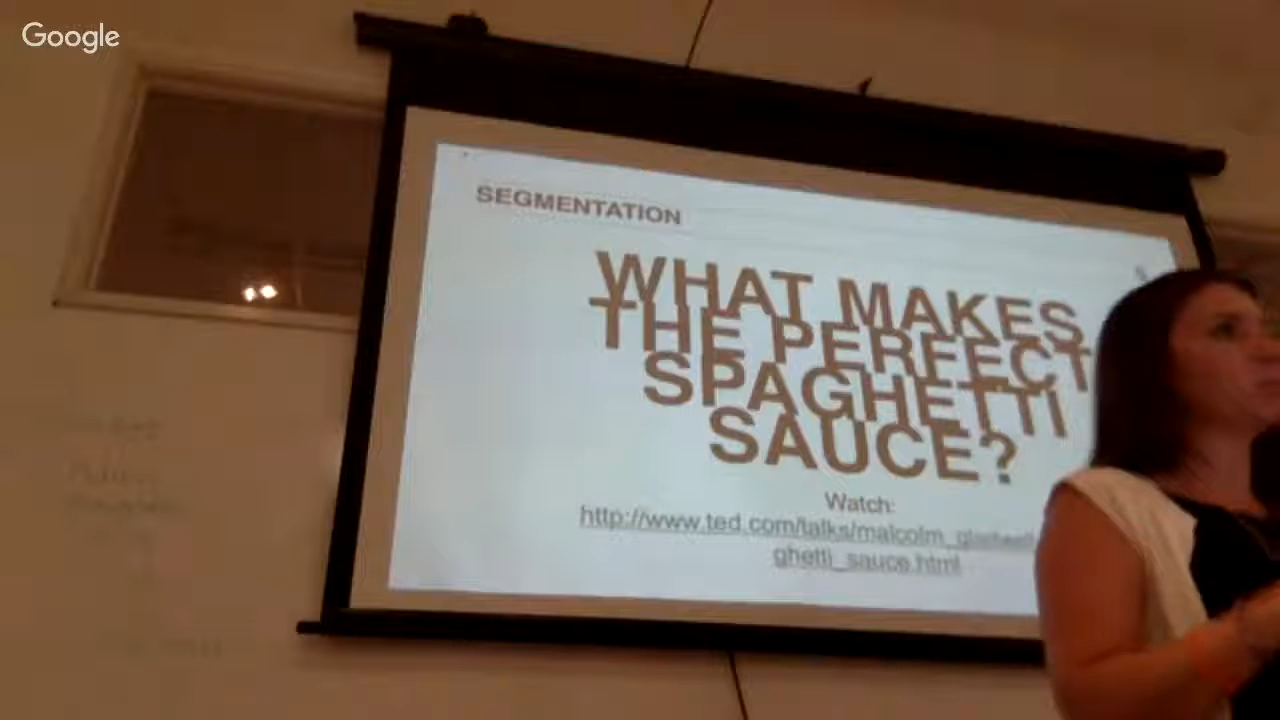 Google
SEGMENTATION
WHAT MAKES
THE PERFECT
SPAGHETTI
SAUCE?
Watch:
http://www.ted.com/talks/malcolm_gladwell
ghetti_sauce.html